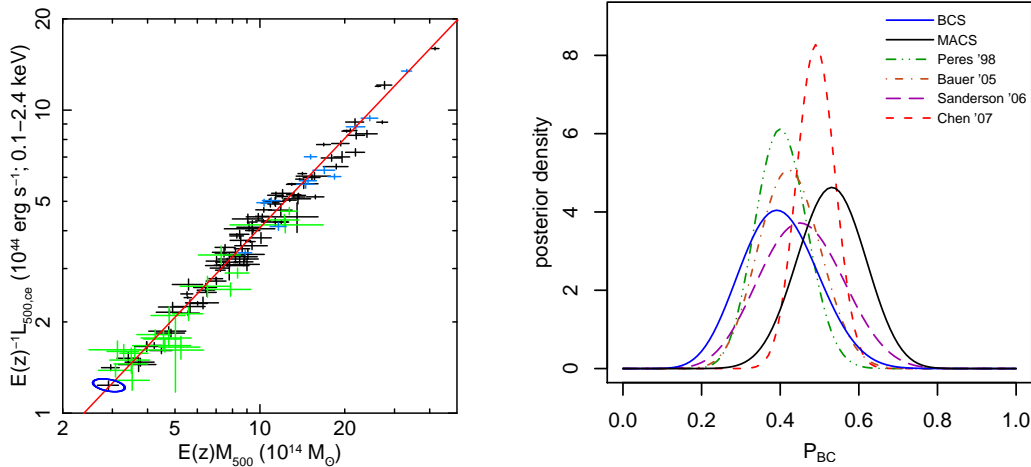 E(z)⁻¹L500,ce (10⁴⁴ erg s⁻¹; 0.1−2.4 keV)
20
10
5
2
1
2
5
10
20
E(z)M500 (10¹⁴ M⊙)
posterior density
8
6
4
2
0
BCS
MACS
Peres '98
Bauer '05
Sanderson '06
Chen '07
0.0
0.2
0.4
0.6
0.8
1.0
PBC